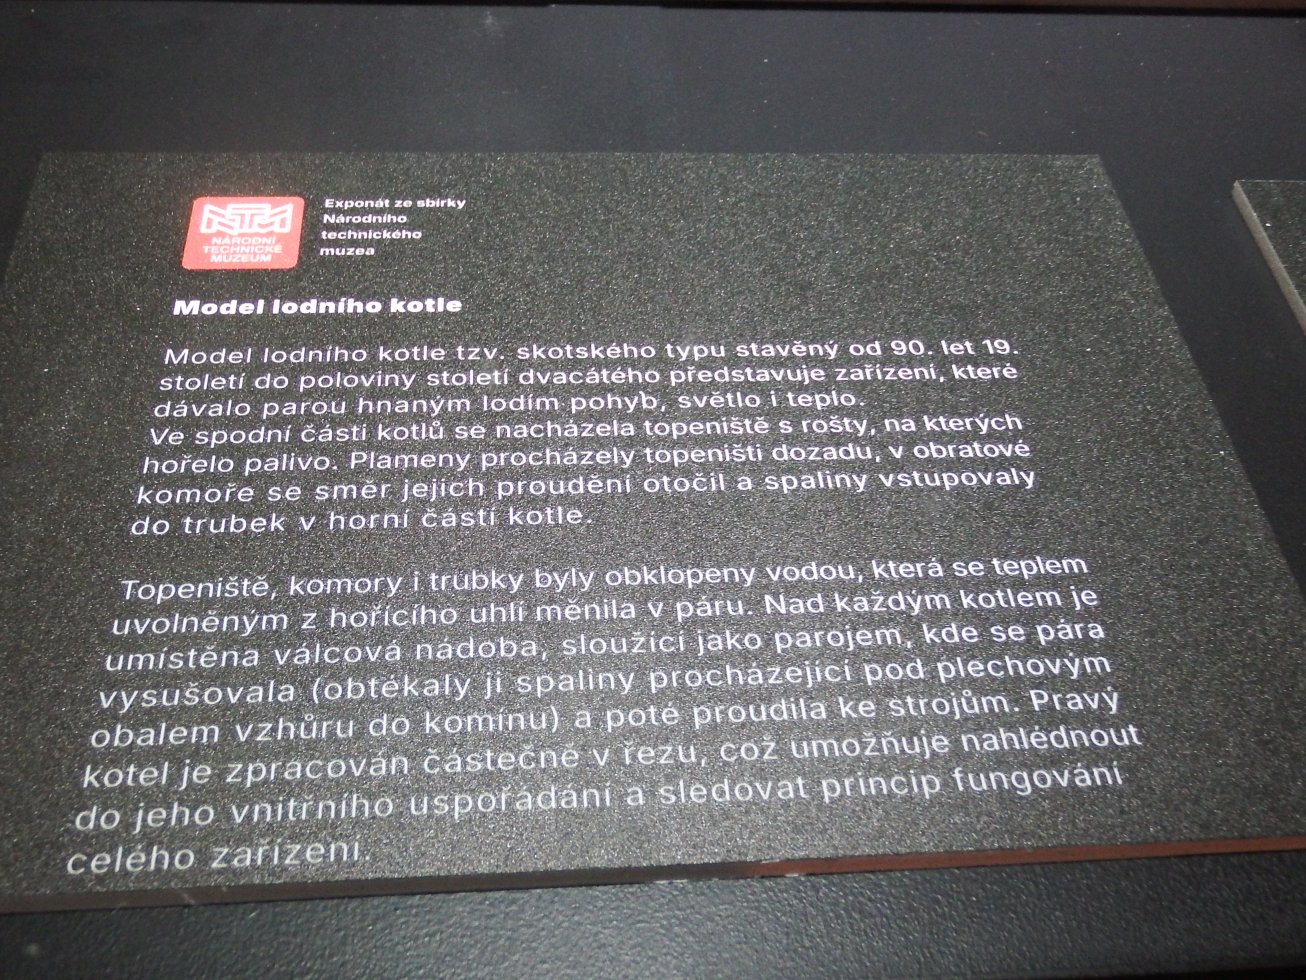 NTM
NÁRODNÍ
TECHNICKÉ
MUZEUM
Exponát ze sbírky
Národního
technického
muzea
Model lodního kotle
Model lodního kotle tzv. skotského typu stavěný od 90. let 19.
století do poloviny století dvacátého představuje zařízení, které
dávalo parou hnaným lodím pohyb, světlo i teplo.
Ve spodní části kotlů se nacházela topeniště s rošty, na kterých
hořelo palivo. Plameny procházely topeništi dozadu, v obratové
komoře se směr jejich proudění otočil a spaliny vstupovaly
do trubek v horní části kotle.
Topeniště, komory i trubky byly obklopeny vodou, která se teplem
uvolněným z hořícího uhlí měnila v páru. Nad každým kotlem je
umístěna válcová nádoba, sloužící jako parojem, kde se pára
vysušovala (obtékaly ji spaliny procházející pod plechovým
obalem vzhůru do komínu) a poté proudila ke strojům. Pravý
kotel je zpracován částečně v řezu, což umožňuje nahlédnout
do jeho vnitřního uspořádání a sledovat princip fungování
celého zařízení.